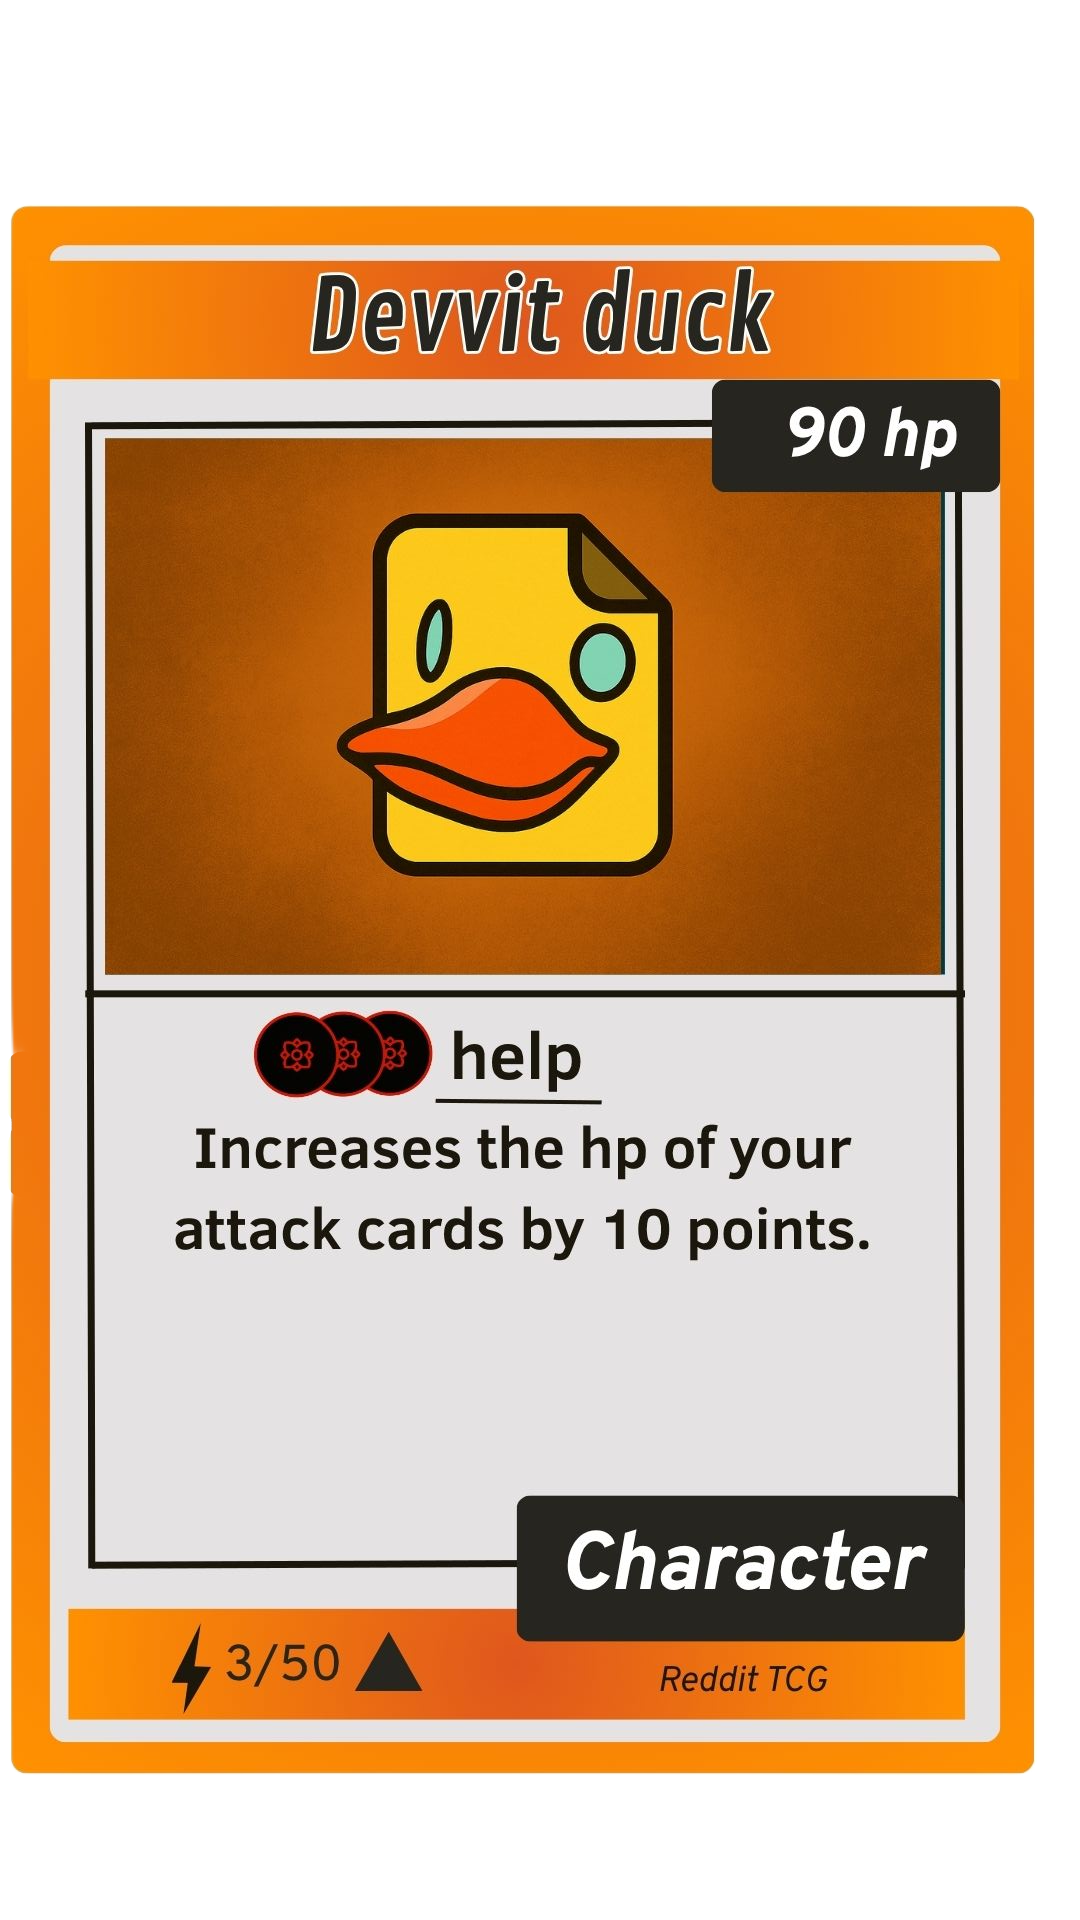 Devvit duck
90 hp
help
Increases the hp of your
attack cards by 10 points.
Character
3/50
Reddit TCG